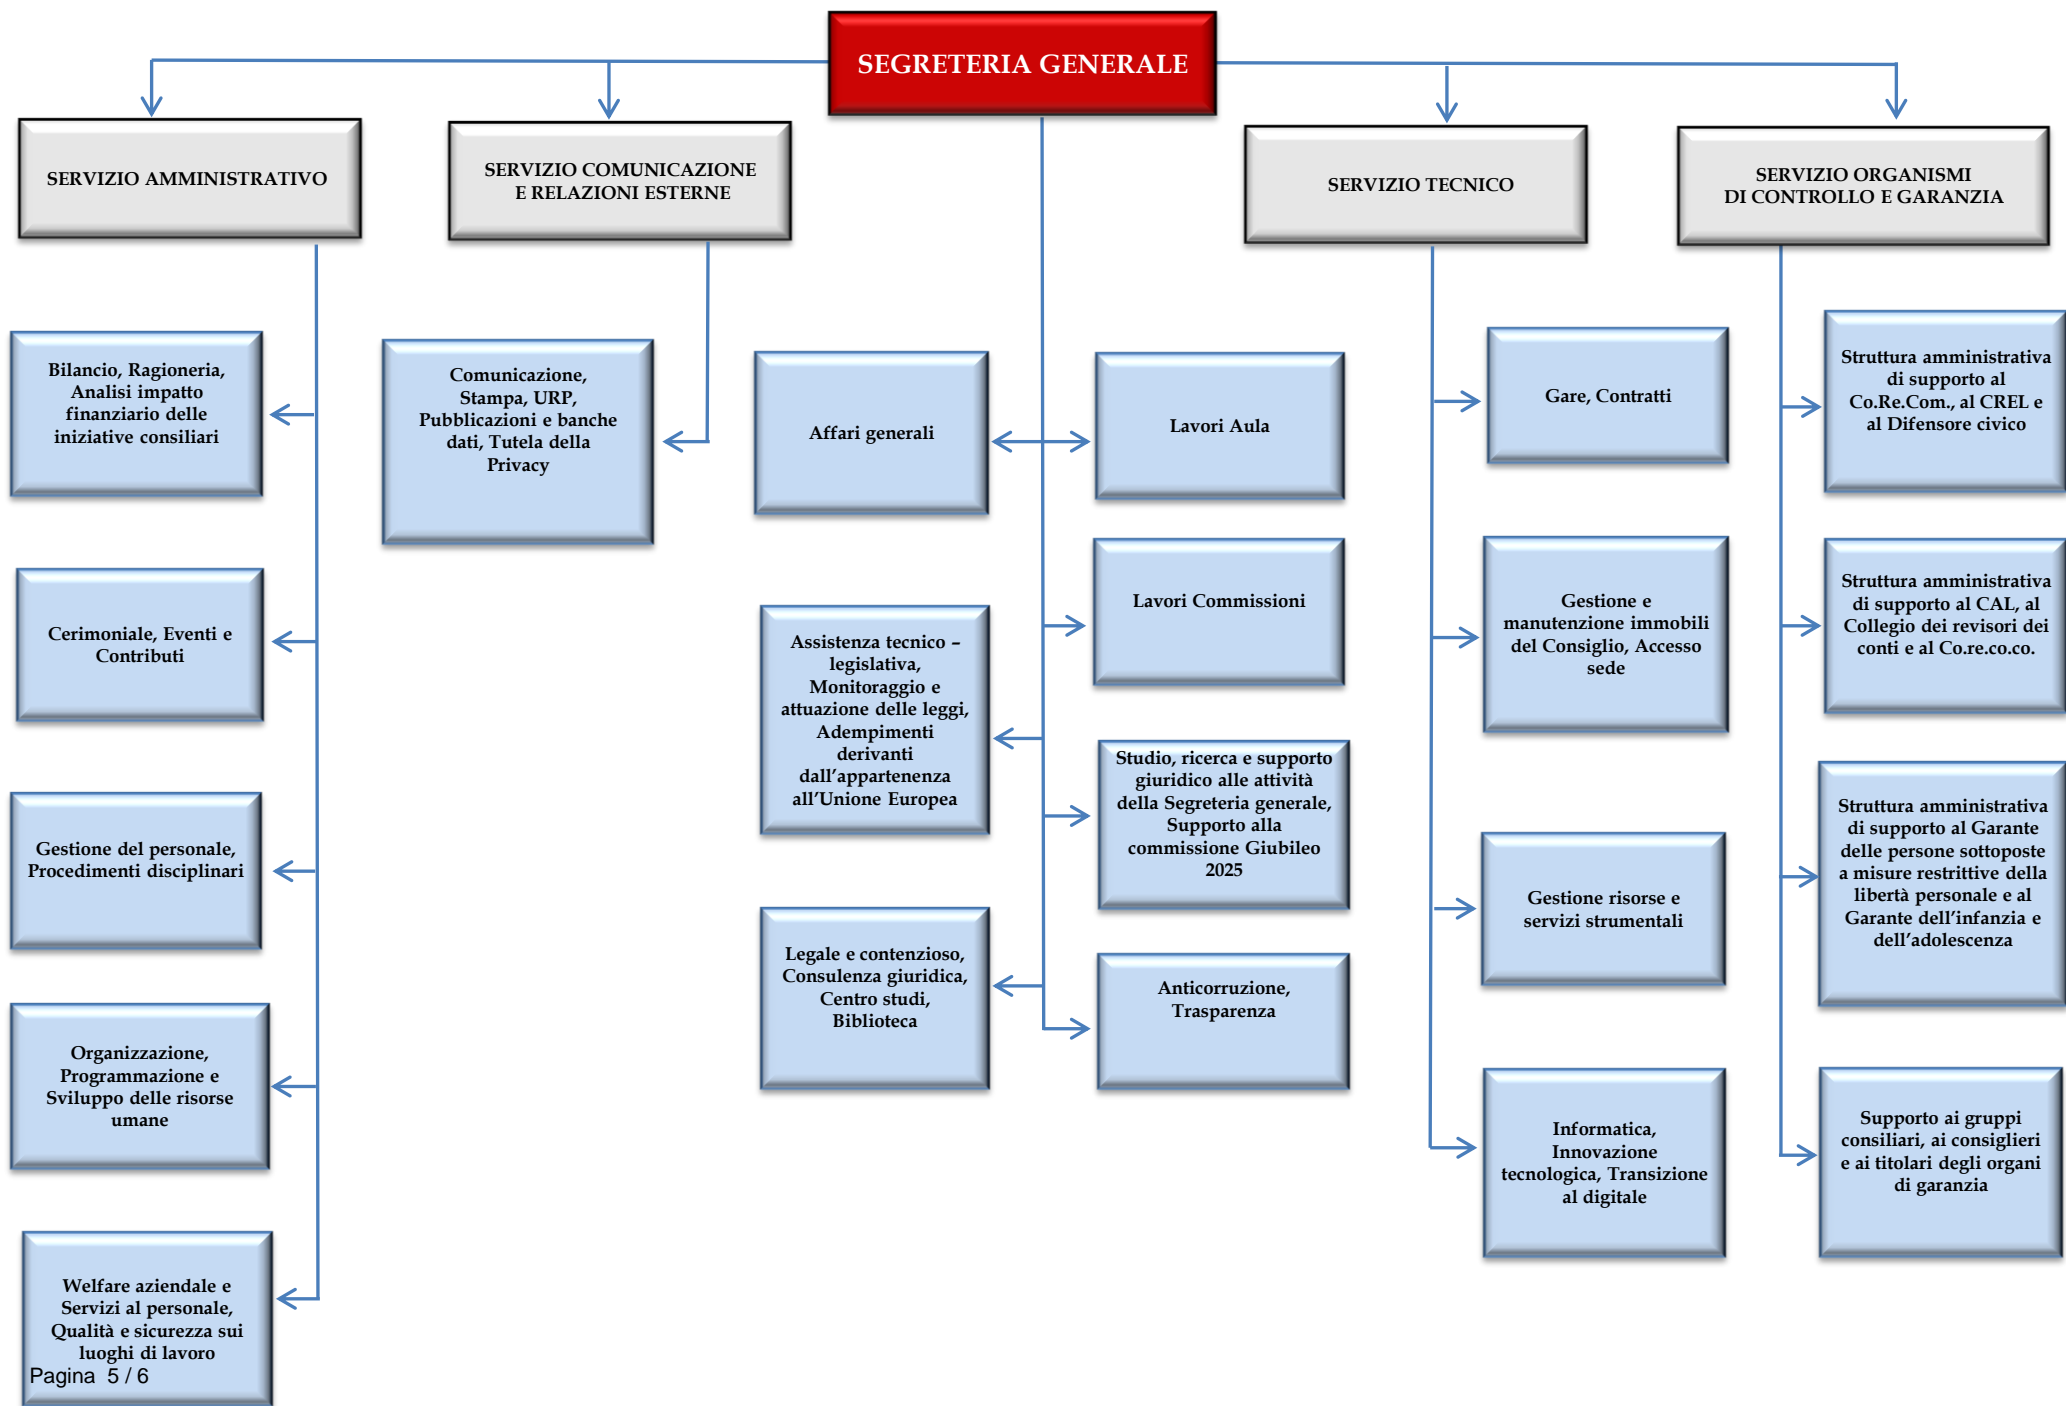 SEGRETERIA GENERALE
SERVIZIO AMMINISTRATIVO
SERVIZIO COMUNICAZIONE
E RELAZIONI ESTERNE
SERVIZIO TECNICO
SERVIZIO ORGANISMI
DI CONTROLLO E GARANZIA
Bilancio, Ragioneria,
Analisi impatto
finanziario delle
iniziative consiliari
Cerimoniale, Eventi e
Contributi
Gestione del personale,
Procedimenti disciplinari
Organizzazione,
Programmazione e
Sviluppo delle risorse
umane
Welfare aziendale e
Servizi al personale,
Qualità e sicurezza sui
luoghi di lavoro
Comunicazione,
Stampa, URP,
Pubblicazioni e banche
dati, Tutela della
Privacy
Affari generali
Assistenza tecnico –
legislativa,
Monitoraggio e
attuazione delle leggi,
Adempimenti
derivanti
dall’appartenenza
all’Unione Europea
Legale e contenzioso,
Consulenza giuridica,
Centro studi,
Biblioteca
Lavori Aula
Lavori Commissioni
Studio, ricerca e supporto
giuridico alle attività
della Segreteria generale,
Supporto alla
commissione Giubileo
2025
Anticorruzione,
Trasparenza
Gare, Contratti
Gestione e
manutenzione immobili
del Consiglio, Accesso
sede
Gestione risorse e
servizi strumentali
Informatica,
Innovazione
tecnologica, Transizione
al digitale
Struttura amministrativa
di supporto al
Co.Re.Com., al CREL e
al Difensore civico
Struttura amministrativa
di supporto al CAL, al
Collegio dei revisori dei
conti e al Co.re.co.co.
Struttura amministrativa
di supporto al Garante
delle persone sottoposte
a misure restrittive della
libertà personale e al
Garante dell’infanzia e
dell’adolescenza
Supporto ai gruppi
consiliari, ai consiglieri
e ai titolari degli organi
di garanzia
Pagina 5 / 6